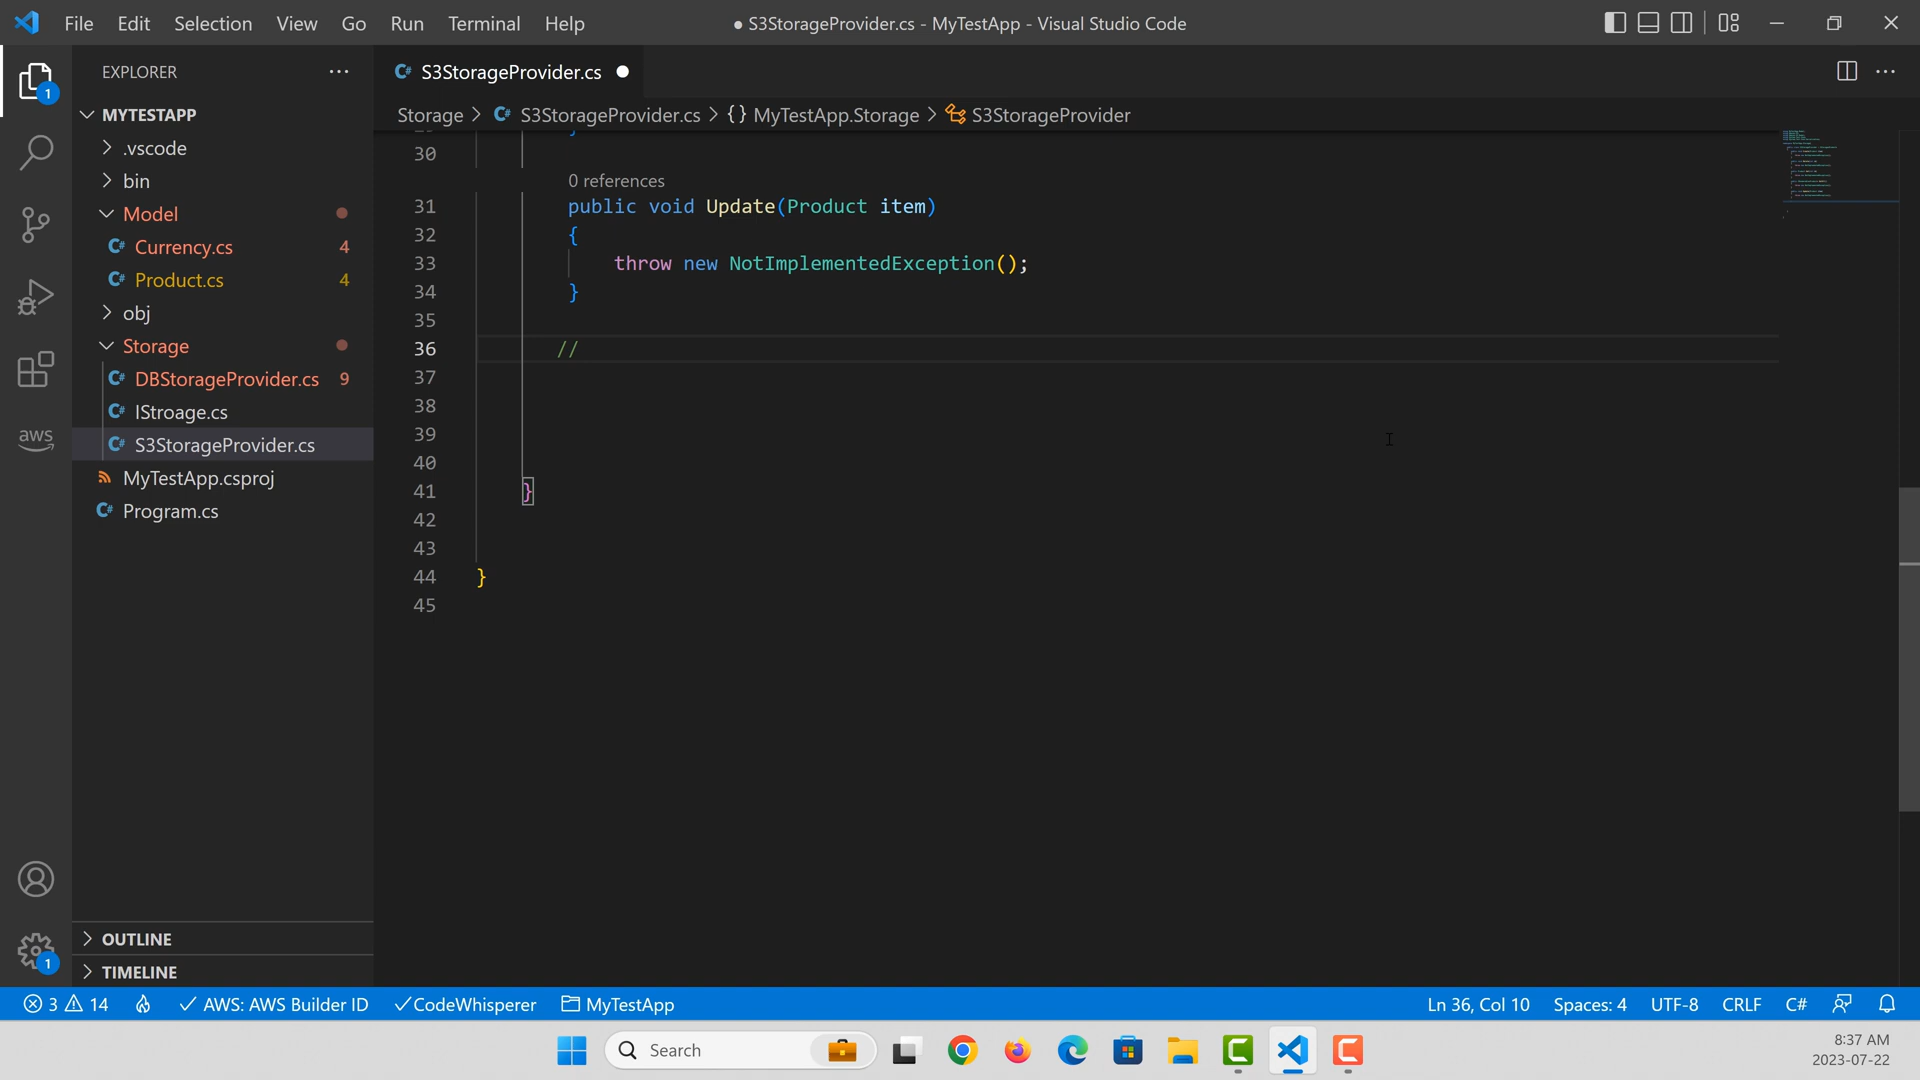 File Edit Selection View Go Run Terminal Help
● S3StorageProvider.cs - MyTestApp - Visual Studio Code
EXPLORER
MYTESTAPP
.vscode
bin
Model
C# Currency.cs 4
C# Product.cs 4
obj
Storage
C# DBStorageProvider.cs 9
C# IStroage.cs
C# S3StorageProvider.cs
MyTestApp.csproj
C# Program.cs
OUTLINE
TIMELINE
1
aws
1
C# S3StorageProvider.cs ●
Storage > C# S3StorageProvider.cs > {} MyTestApp.Storage > S3StorageProvider
30
0 references
31 public void Update(Product item)
32 {
33 throw new NotImplementedException();
34 }
35
36 //
37
38
39
40
41 }
42
43
44 }
45
3 14 AWS: AWS Builder ID CodeWhisperer MyTestApp Ln 36, Col 10 Spaces: 4 UTF-8 CRLF C#
Search
8:37 AM
2023-07-22